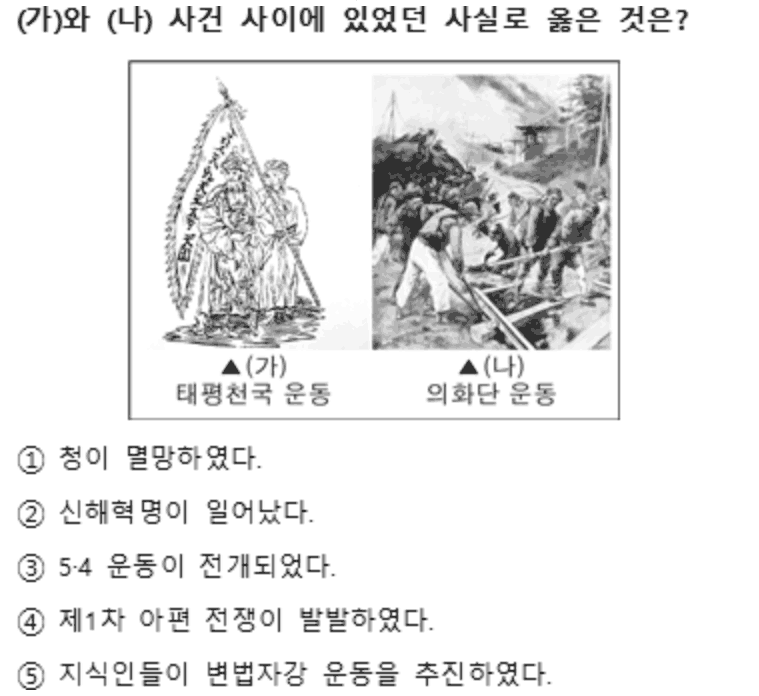 (가)와 (나) 사건 사이에 있었던 사실로 옳은 것은?
▲(가)
태평천국 운동
▲(나)
의화단 운동
① 청이 멸망하였다.
② 신해혁명이 일어났다.
③ 5·4 운동이 전개되었다.
④ 제1차 아편 전쟁이 발발하였다.
⑤ 지식인들이 변법자강 운동을 추진하였다.